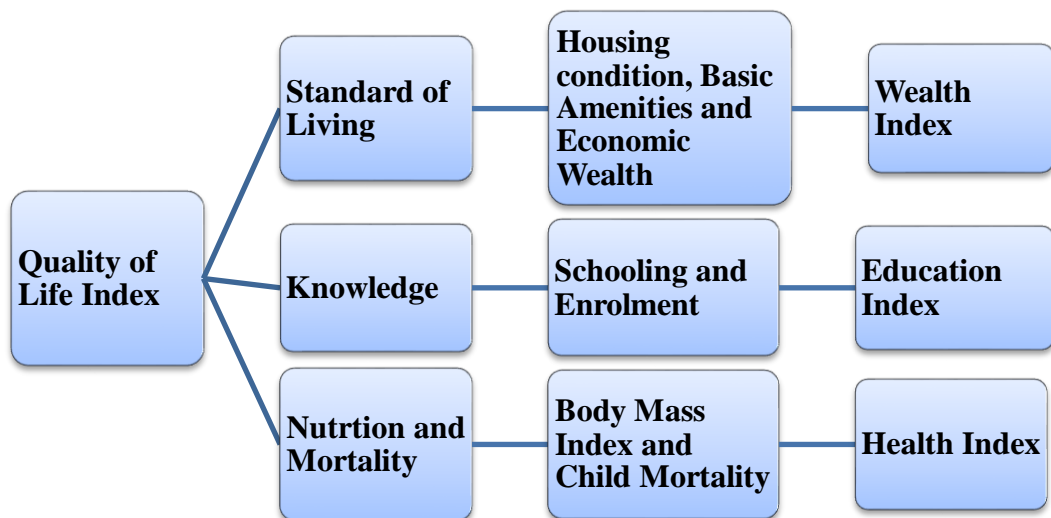 Quality of
Life Index
Standard of
Living
Housing
condition, Basic
Amenities and
Economic
Wealth
Wealth
Index
Knowledge
Schooling and
Enrolment
Education
Index
Nutrtion and
Mortality
Body Mass
Index and
Child Mortality
Health Index